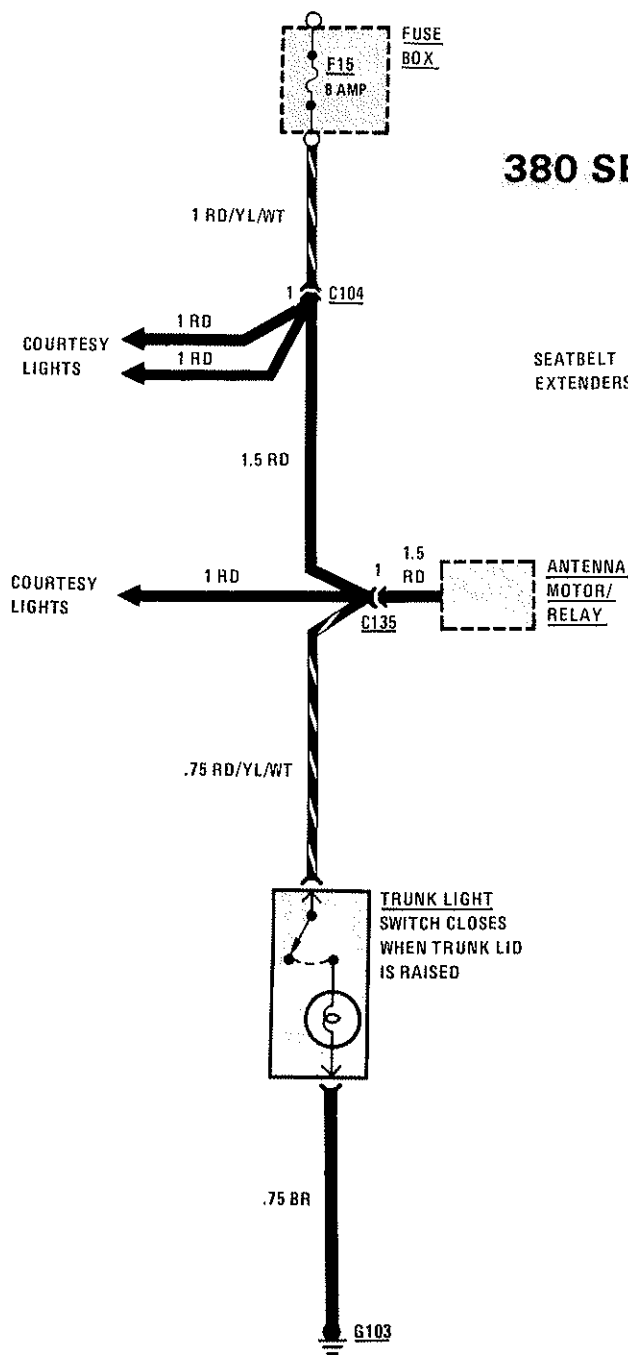 FUSE
BOX
F15
8 AMP
380 SE
1 RD/YL/WT
1
C104
1 RD
COURTESY
LIGHTS
1 RD
SEATBELT
EXTENDERS
1.5 RD
1
1.5
RD
ANTENNA
MOTOR/
RELAY
COURTESY
LIGHTS
1 RD
C135
.75 RD/YL/WT
TRUNK LIGHT
SWITCH CLOSES
WHEN TRUNK LID
IS RAISED
.75 BR
G103